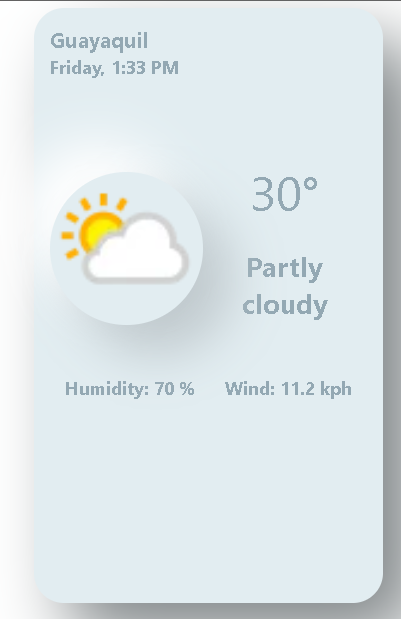 Guayaquil
Friday, 1:33 PM
30°
Partly
cloudy
Humidity: 70 % Wind: 11.2 kph